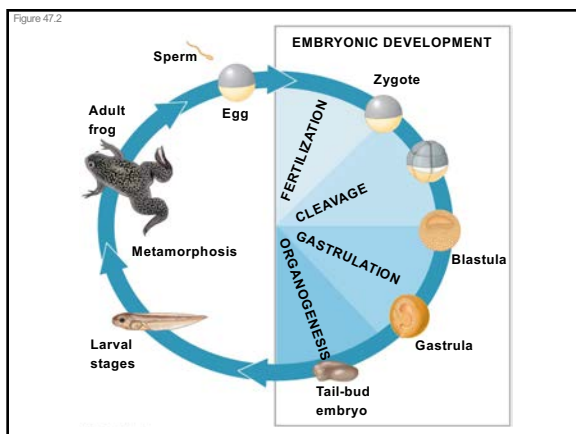 Figure 47.2
EMBRYONIC DEVELOPMENT
Sperm
Zygote
Adult
frog
Egg
FERTILIZATION
CLEAVAGE
GASTRULATION
ORGANOGENESIS
Metamorphosis
Blastula
Larval
stages
Gastrula
Tail-bud
embryo